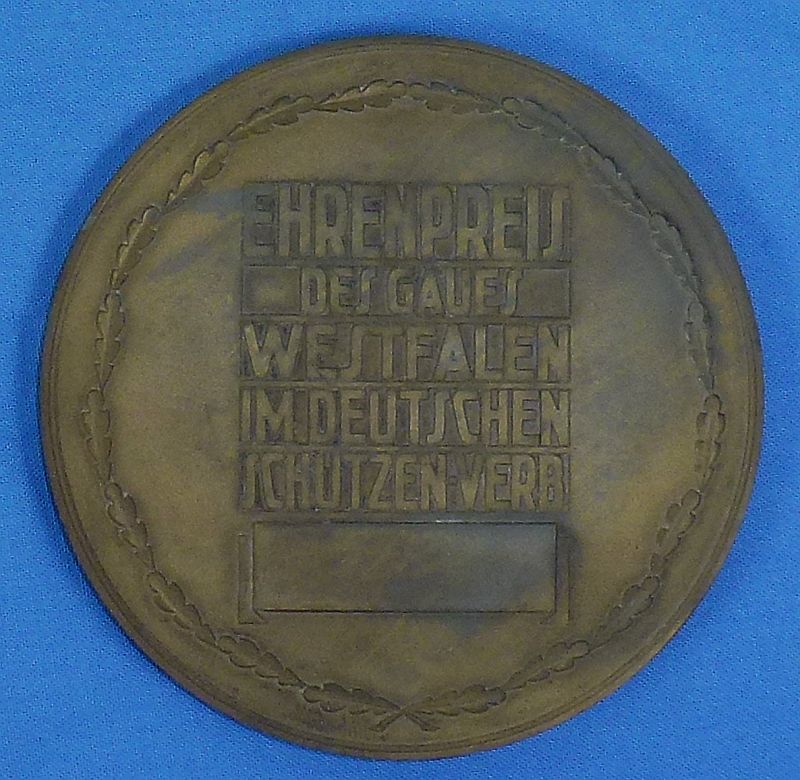 EHRENPREIS
DES GAUES
WESTFALEN
IM DEUTSCHEN
SCHÜTZEN-VERB